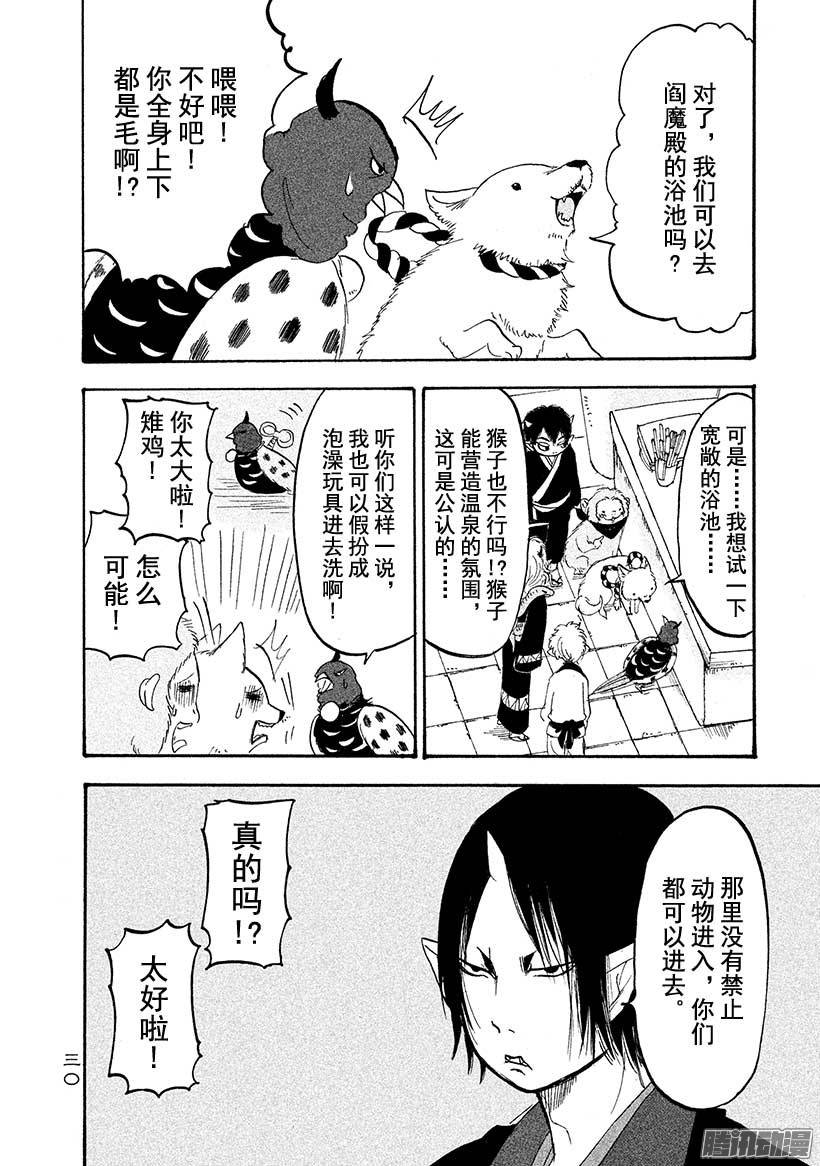 对了，我们可以去
阎魔殿的浴池吗？
喂喂！
不好吧！
你全身上下
都是毛啊！?
可是……我想试一下
宽敞的浴池……
猴子也不行吗!?猴子
能营造温泉的氛围，
这可是公认的……
听你们这样一说，
我也可以假扮成
泡澡玩具进去洗啊！
你太大啦！
雉鸡！
怎么
可能！
那里没有禁止
动物进入，你们
都可以进去。
真的吗！?
太好啦！
三〇
腾讯动漫